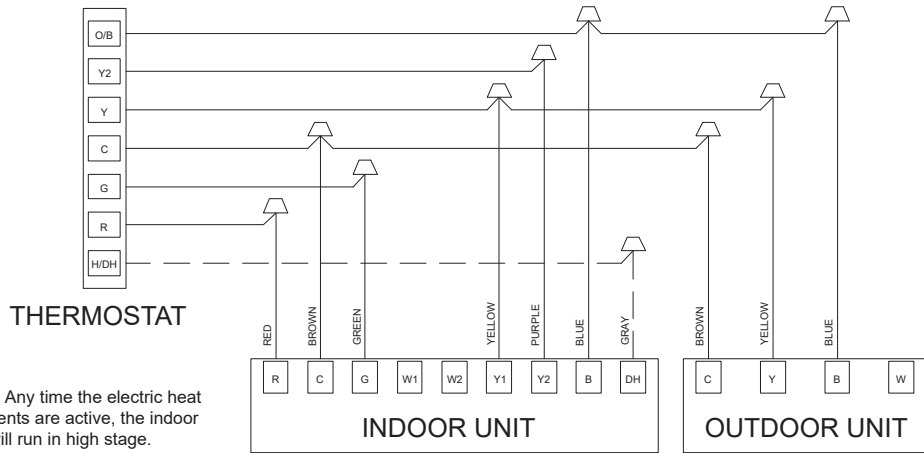 O/B
Y2
Y
C
G
R
H/DH
THERMOSTAT
RED
BROWN
GREEN
YELLOW
PURPLE
BLUE
GRAY
BROWN
YELLOW
BLUE
R C G W1 W2 Y1 Y2 B DH
C Y B W
INDOOR UNIT
OUTDOOR UNIT
Any time the electric heat
ents are active, the indoor
ill run in high stage.